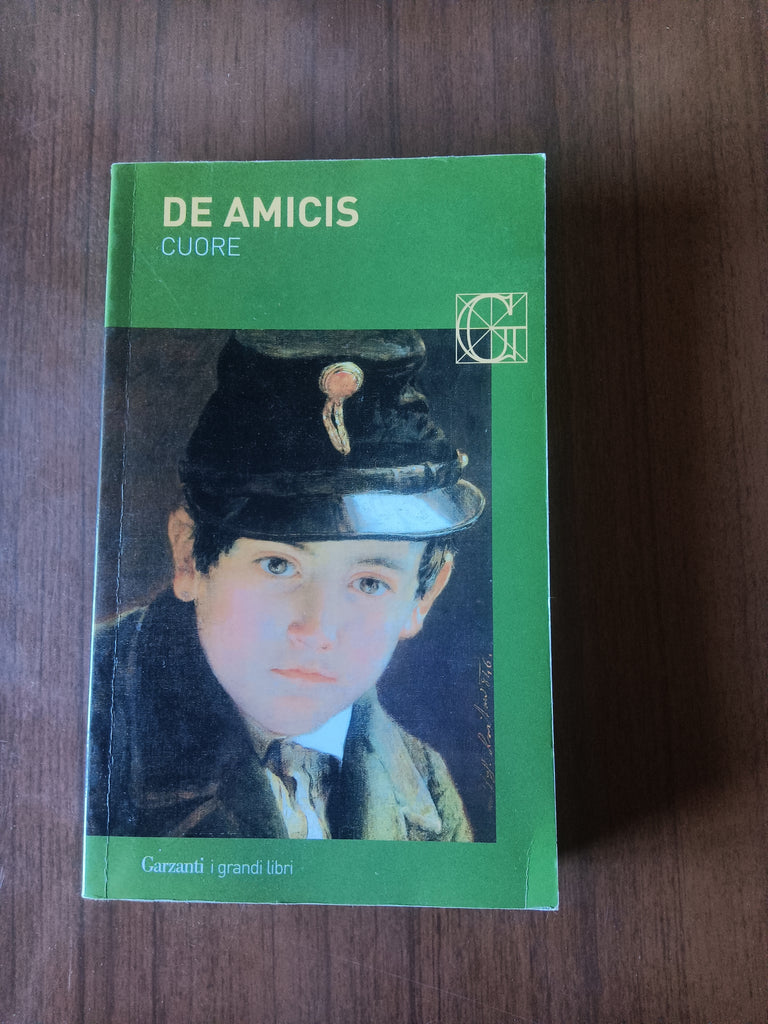 DE AMICIS
CUORE
G
Garzanti i grandi libri